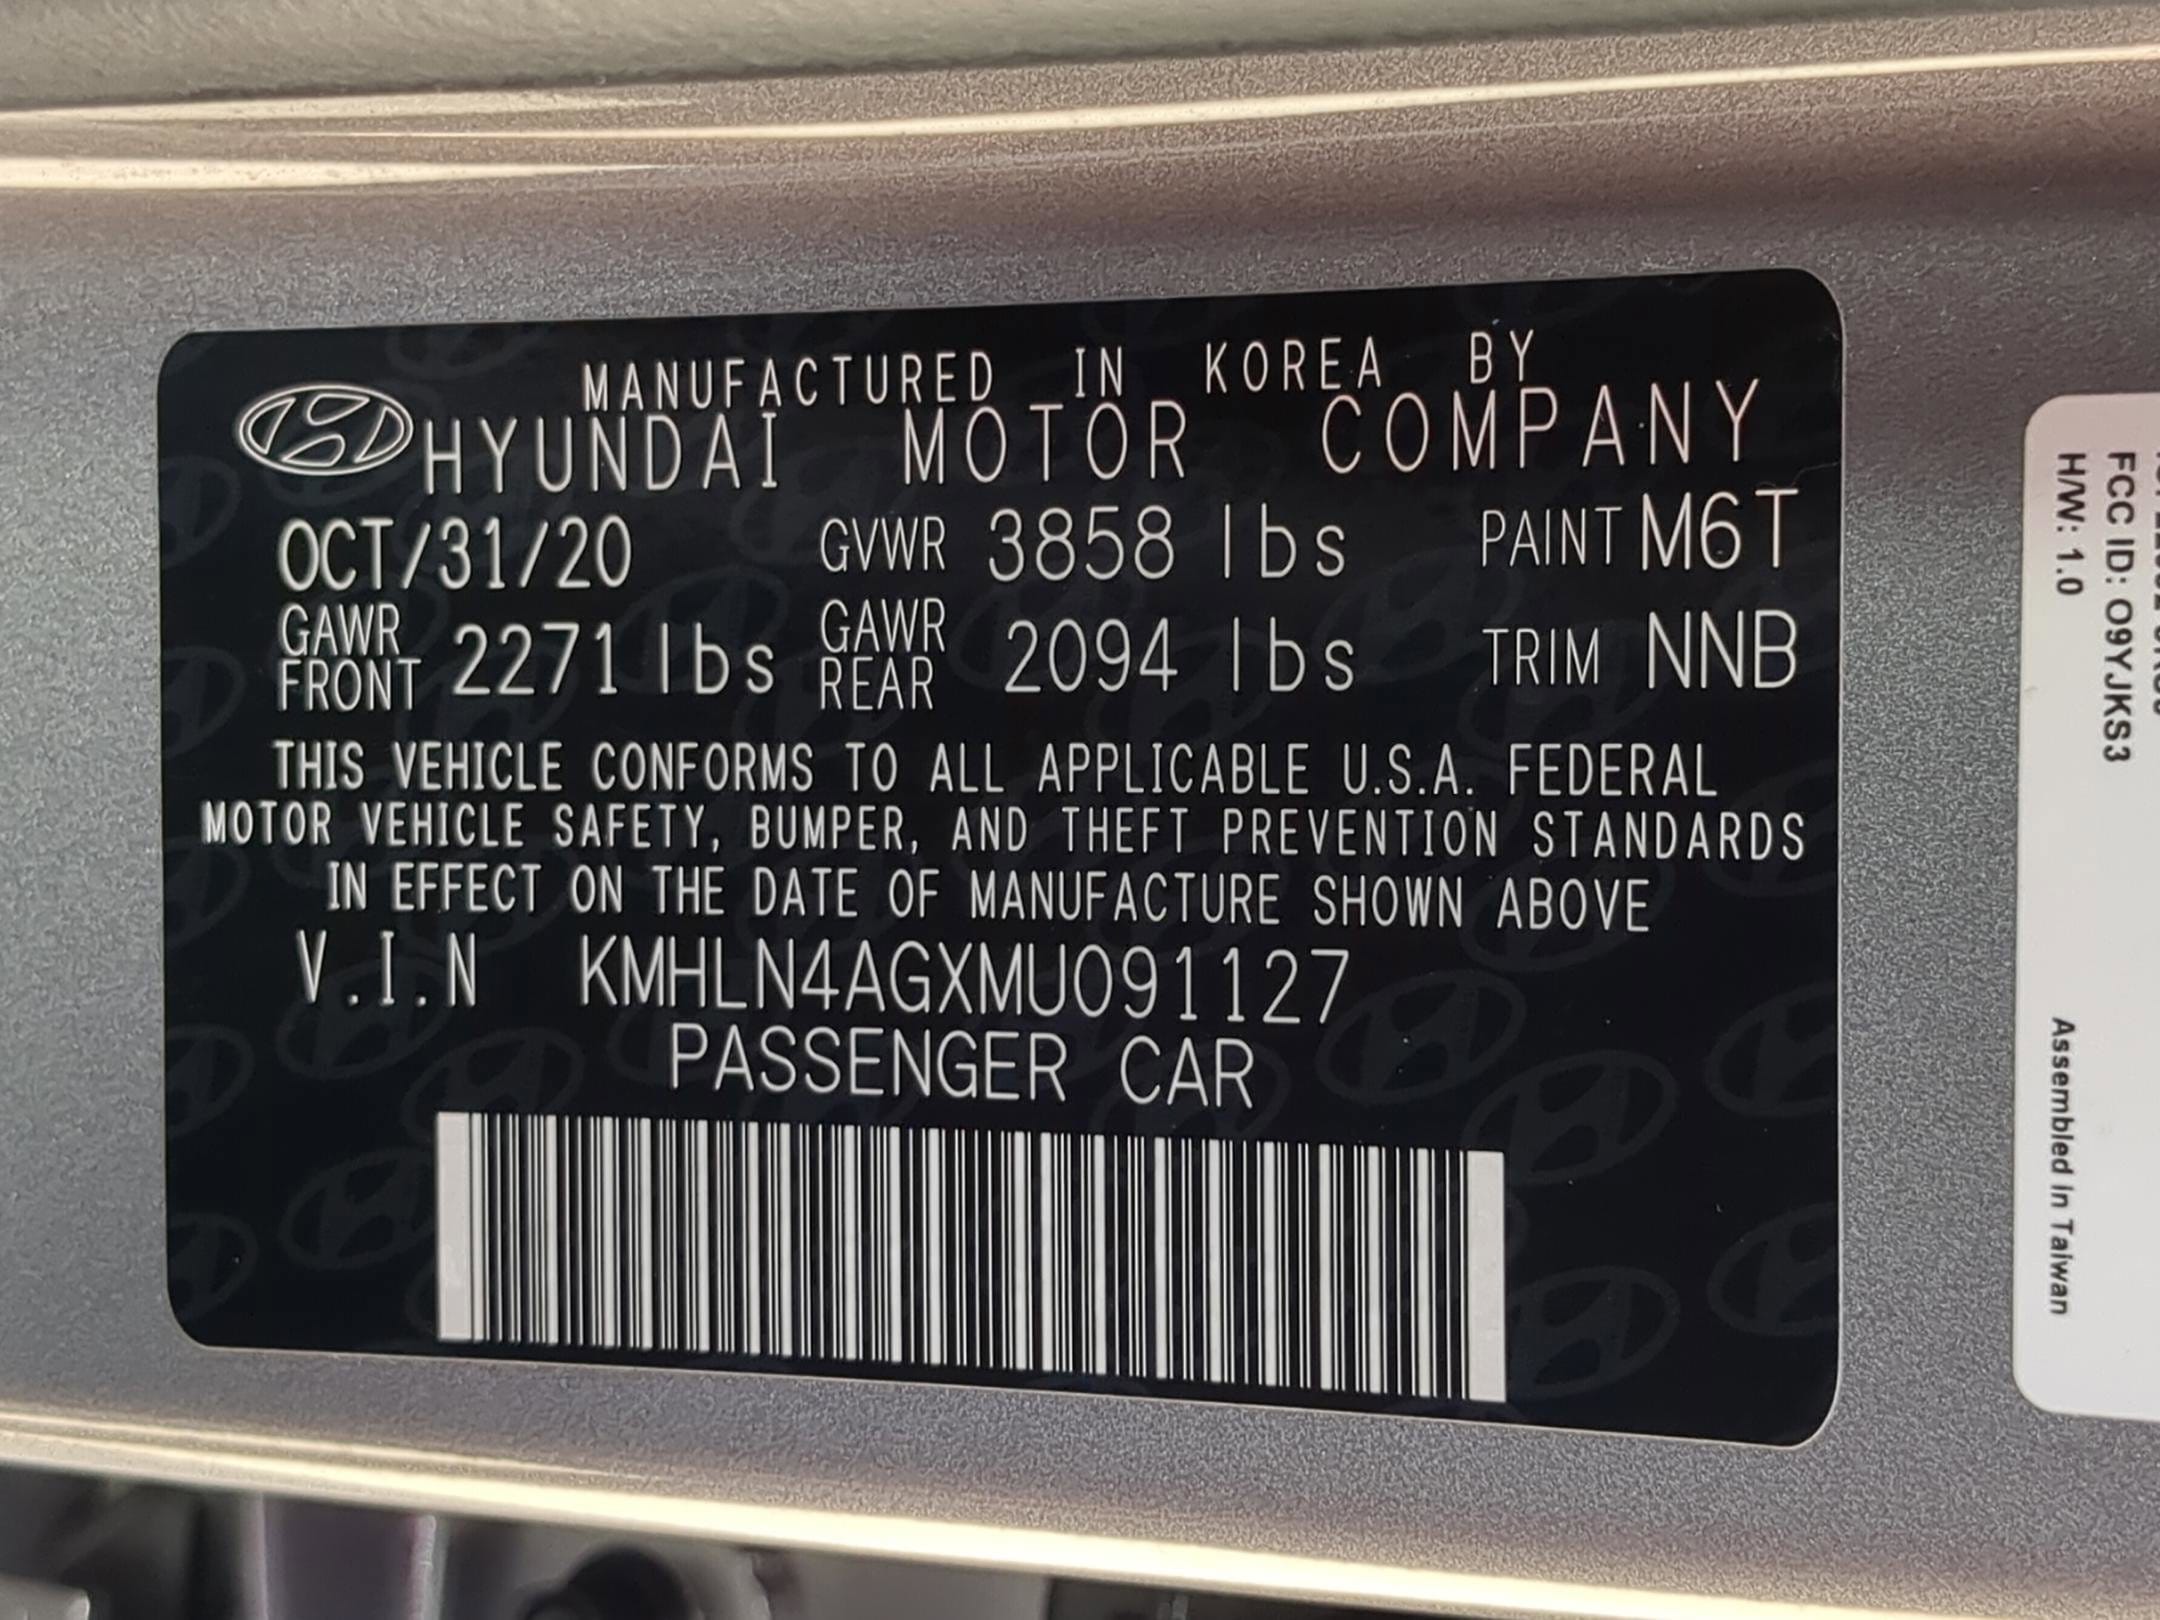 MANUFACTURED IN KOREA BY
HYUNDAI MOTOR COMPANY
OCT/31/20 GVWR 3858 lbs PAINT M6T
GAWR FRONT 2271 lbs GAWR REAR 2094 lbs TRIM NNB
THIS VEHICLE CONFORMS TO ALL APPLICABLE U.S.A. FEDERAL
MOTOR VEHICLE SAFETY, BUMPER, AND THEFT PREVENTION STANDARDS
IN EFFECT ON THE DATE OF MANUFACTURE SHOWN ABOVE
V.I.N KMHLN4AGXMU091127
PASSENGER CAR
FCC ID: O9YJKS3
H/W: 1.0
Assembled in Taiwan